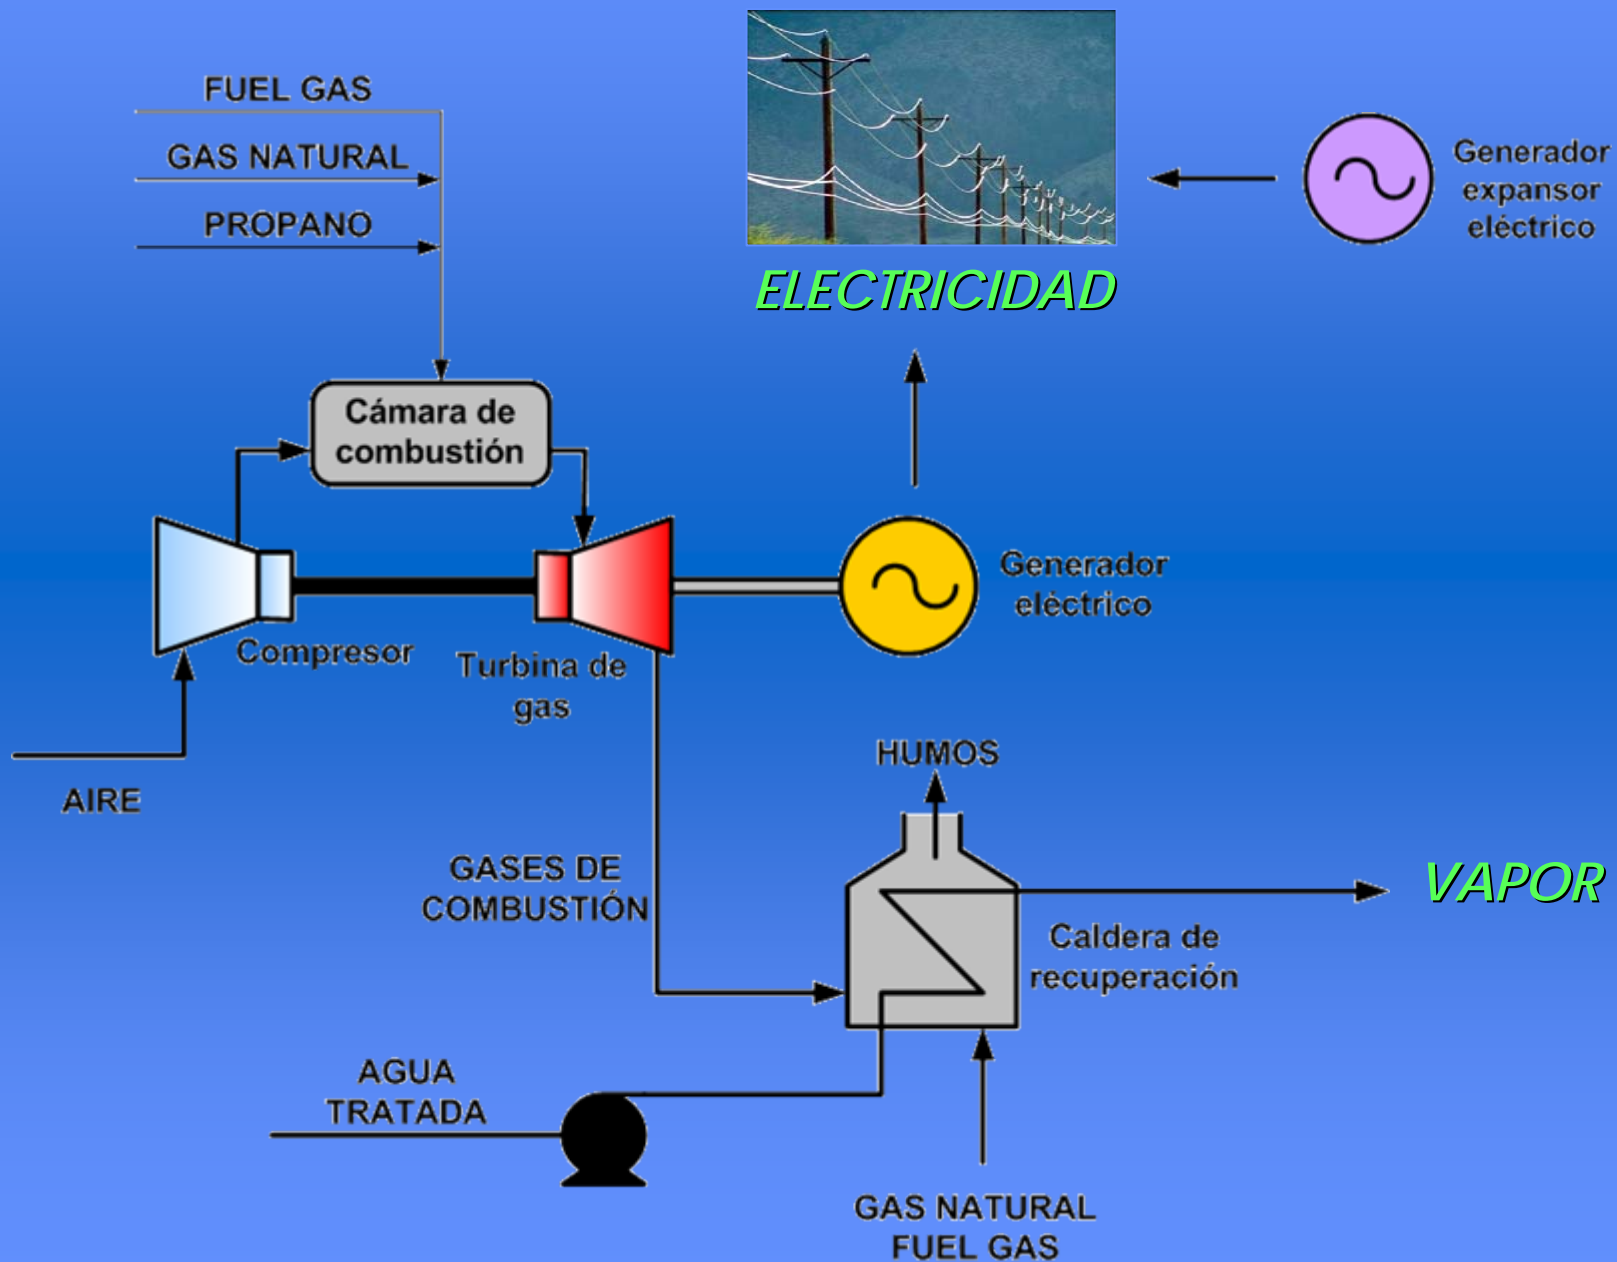 FUEL GAS
GAS NATURAL
PROPANO
Generador
expansor
eléctrico
ELECTRICIDAD
Cámara de
combustión
Generador
eléctrico
Compresor
Turbina de
gas
AIRE
HUMOS
GASES DE
COMBUSTIÓN
VAPOR
Caldera de
recuperación
AGUA
TRATADA
GAS NATURAL
FUEL GAS